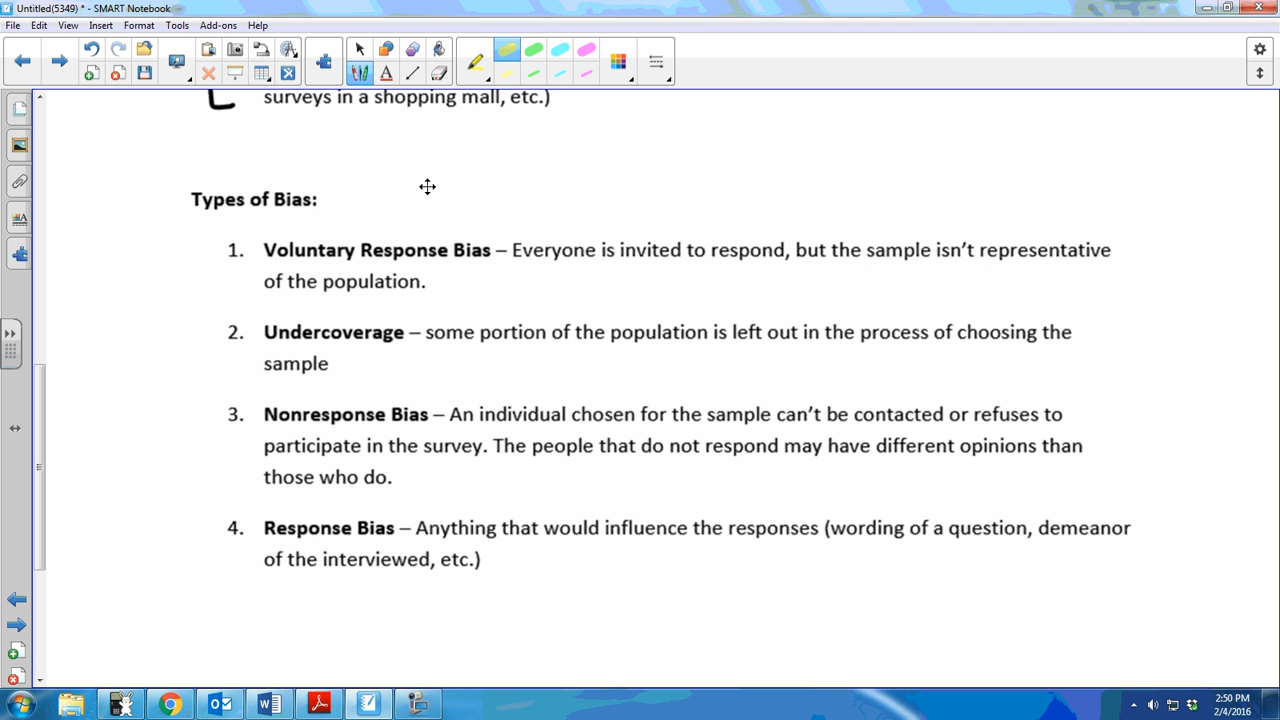 Untitled(5349) * - SMART Notebook
File Edit View Insert Format Tools Add-ons Help
surveys in a shopping mall, etc.)
Types of Bias:
1. Voluntary Response Bias – Everyone is invited to respond, but the sample isn't representative
of the population.
2. Undercoverage – some portion of the population is left out in the process of choosing the
sample
3. Nonresponse Bias – An individual chosen for the sample can't be contacted or refuses to
participate in the survey. The people that do not respond may have different opinions than
those who do.
4. Response Bias – Anything that would influence the responses (wording of a question, demeanor
of the interviewed, etc.)
2:50 PM
2/4/2016